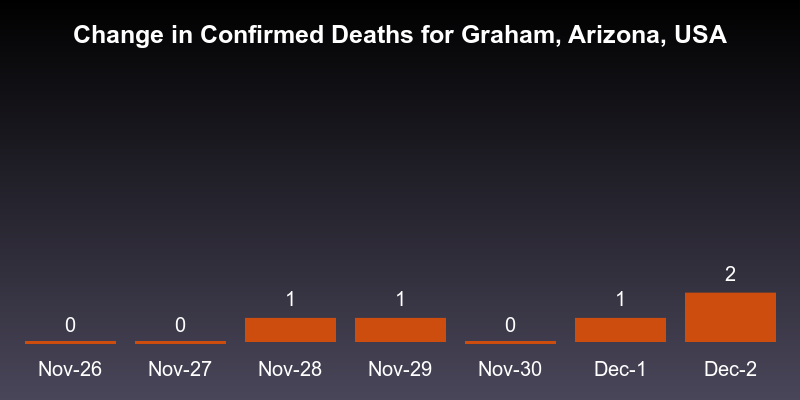 Change in Confirmed Deaths for Graham, Arizona, USA
0 0 1 1 0 1 2
Nov-26 Nov-27 Nov-28 Nov-29 Nov-30 Dec-1 Dec-2